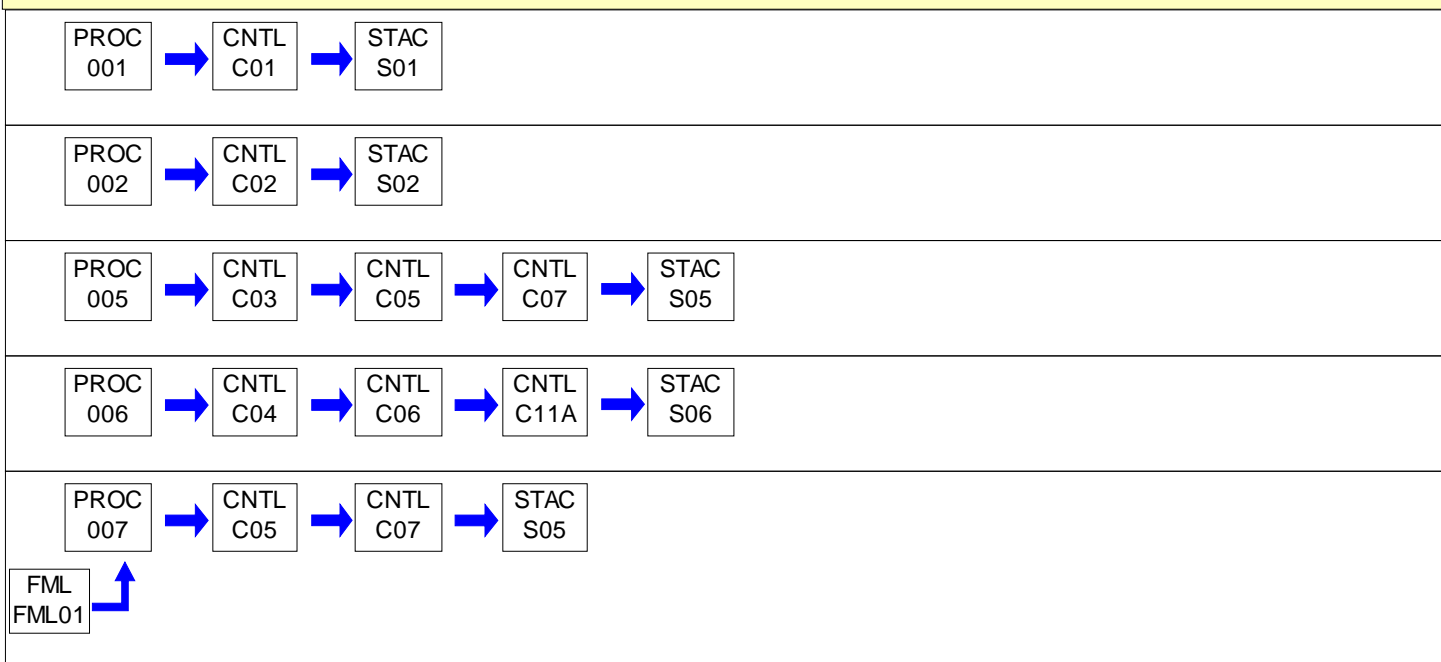 PROC CNTL STAC
001 C01 S01
PROC CNTL STAC
002 C02 S02
PROC CNTL CNTL CNTL STAC
005 C03 C05 C07 S05
PROC CNTL CNTL CNTL STAC
006 C04 C06 C11A S06
PROC CNTL CNTL STAC
007 C05 C07 S05
FML
FML01